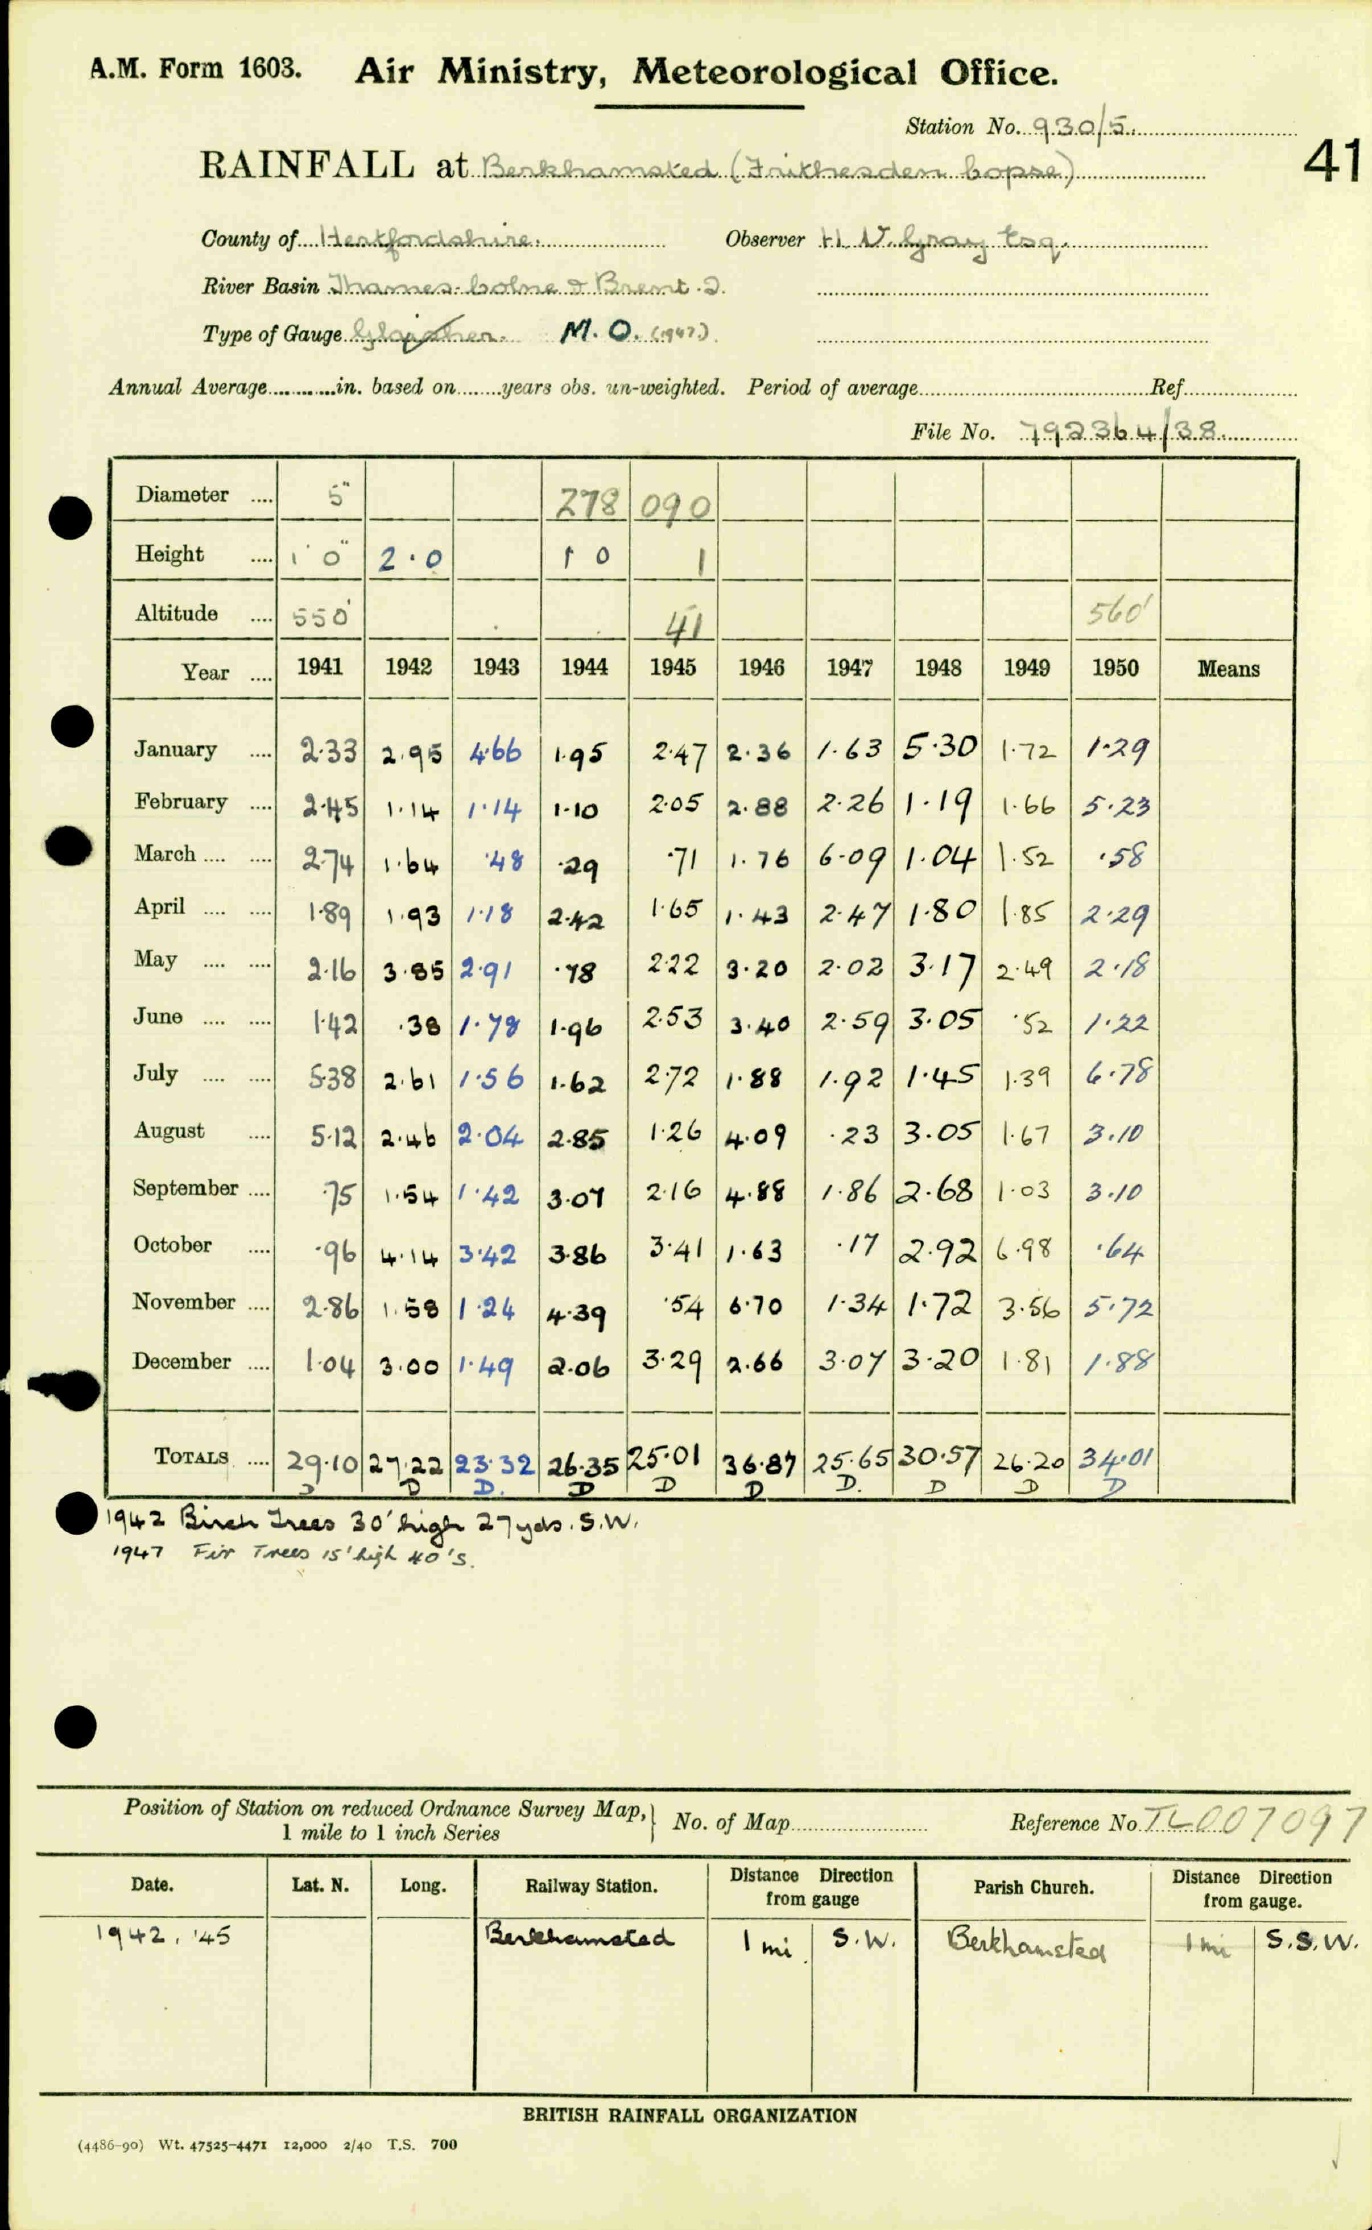 A.M. Form 1603. Air Ministry, Meteorological Office.
Station No. 930/5.
41
RAINFALL at Berkhamsted (Frithesden Copse)
County of Hertfordshire. Observer H. V. Gray Esq.
River Basin Thames. Colne & Brent. 2.
Type of Gauge Glaisher. M. O. (1947.)
Annual Average in. based on years obs. un-weighted. Period of average Ref.
File No. 792364/38
Diameter .... 5" 278 090
Height .... 1' 0" 2.0 1 0 1
Altitude .... 550' 41 560'
Year .... 1941 1942 1943 1944 1945 1946 1947 1948 1949 1950 Means
January .... 2.33 2.95 4.66 1.95 2.47 2.36 1.63 5.30 1.72 1.29
February .... 2.45 1.14 1.14 1.10 2.05 2.88 2.26 1.19 1.66 5.23
March .... .... 2.74 1.64 .48 .29 .71 1.76 6.09 1.04 1.52 .58
April .... .... 1.89 1.93 1.18 2.42 1.65 1.43 2.47 1.80 1.85 2.29
May .... .... 2.16 3.85 2.91 .78 2.22 3.20 2.02 3.17 2.49 2.18
June .... .... 1.42 .38 1.78 1.96 2.53 3.40 2.59 3.05 .52 1.22
July .... .... 5.38 2.61 1.56 1.62 2.72 1.88 1.92 1.45 1.39 6.78
August .... 5.12 2.46 2.04 2.85 1.26 4.09 .23 3.05 1.67 3.10
September .... .75 1.54 1.42 3.07 2.16 4.88 1.86 2.68 1.03 3.10
October .... .96 4.14 3.42 3.86 3.41 1.63 .17 2.92 6.98 .64
November .... 2.86 1.58 1.24 4.39 .54 6.70 1.34 1.72 3.56 5.72
December .... 1.04 3.00 1.49 2.06 3.29 2.66 3.07 3.20 1.81 1.88
TOTALS .... 29.10 27.22 23.32 26.35 25.01 36.87 25.65 30.57 26.20 34.01
D D D. D D D D. D D D
1942 Birch Trees 30' high 27 yds. S.W.
1947 Fir Trees 15' high 40' S.
Position of Station on reduced Ordnance Survey Map, 1 mile to 1 inch Series } No. of Map Reference No TL007097
Date. Lat. N. Long. Railway Station. Distance Direction from gauge Parish Church. Distance Direction from gauge.
1942, '45 Berkhamsted 1 mi. S.W. Berkhamsted 1 mi S.S.W.
BRITISH RAINFALL ORGANIZATION
(4486-90) Wt. 47525-4471 12,000 2/40 T.S. 700